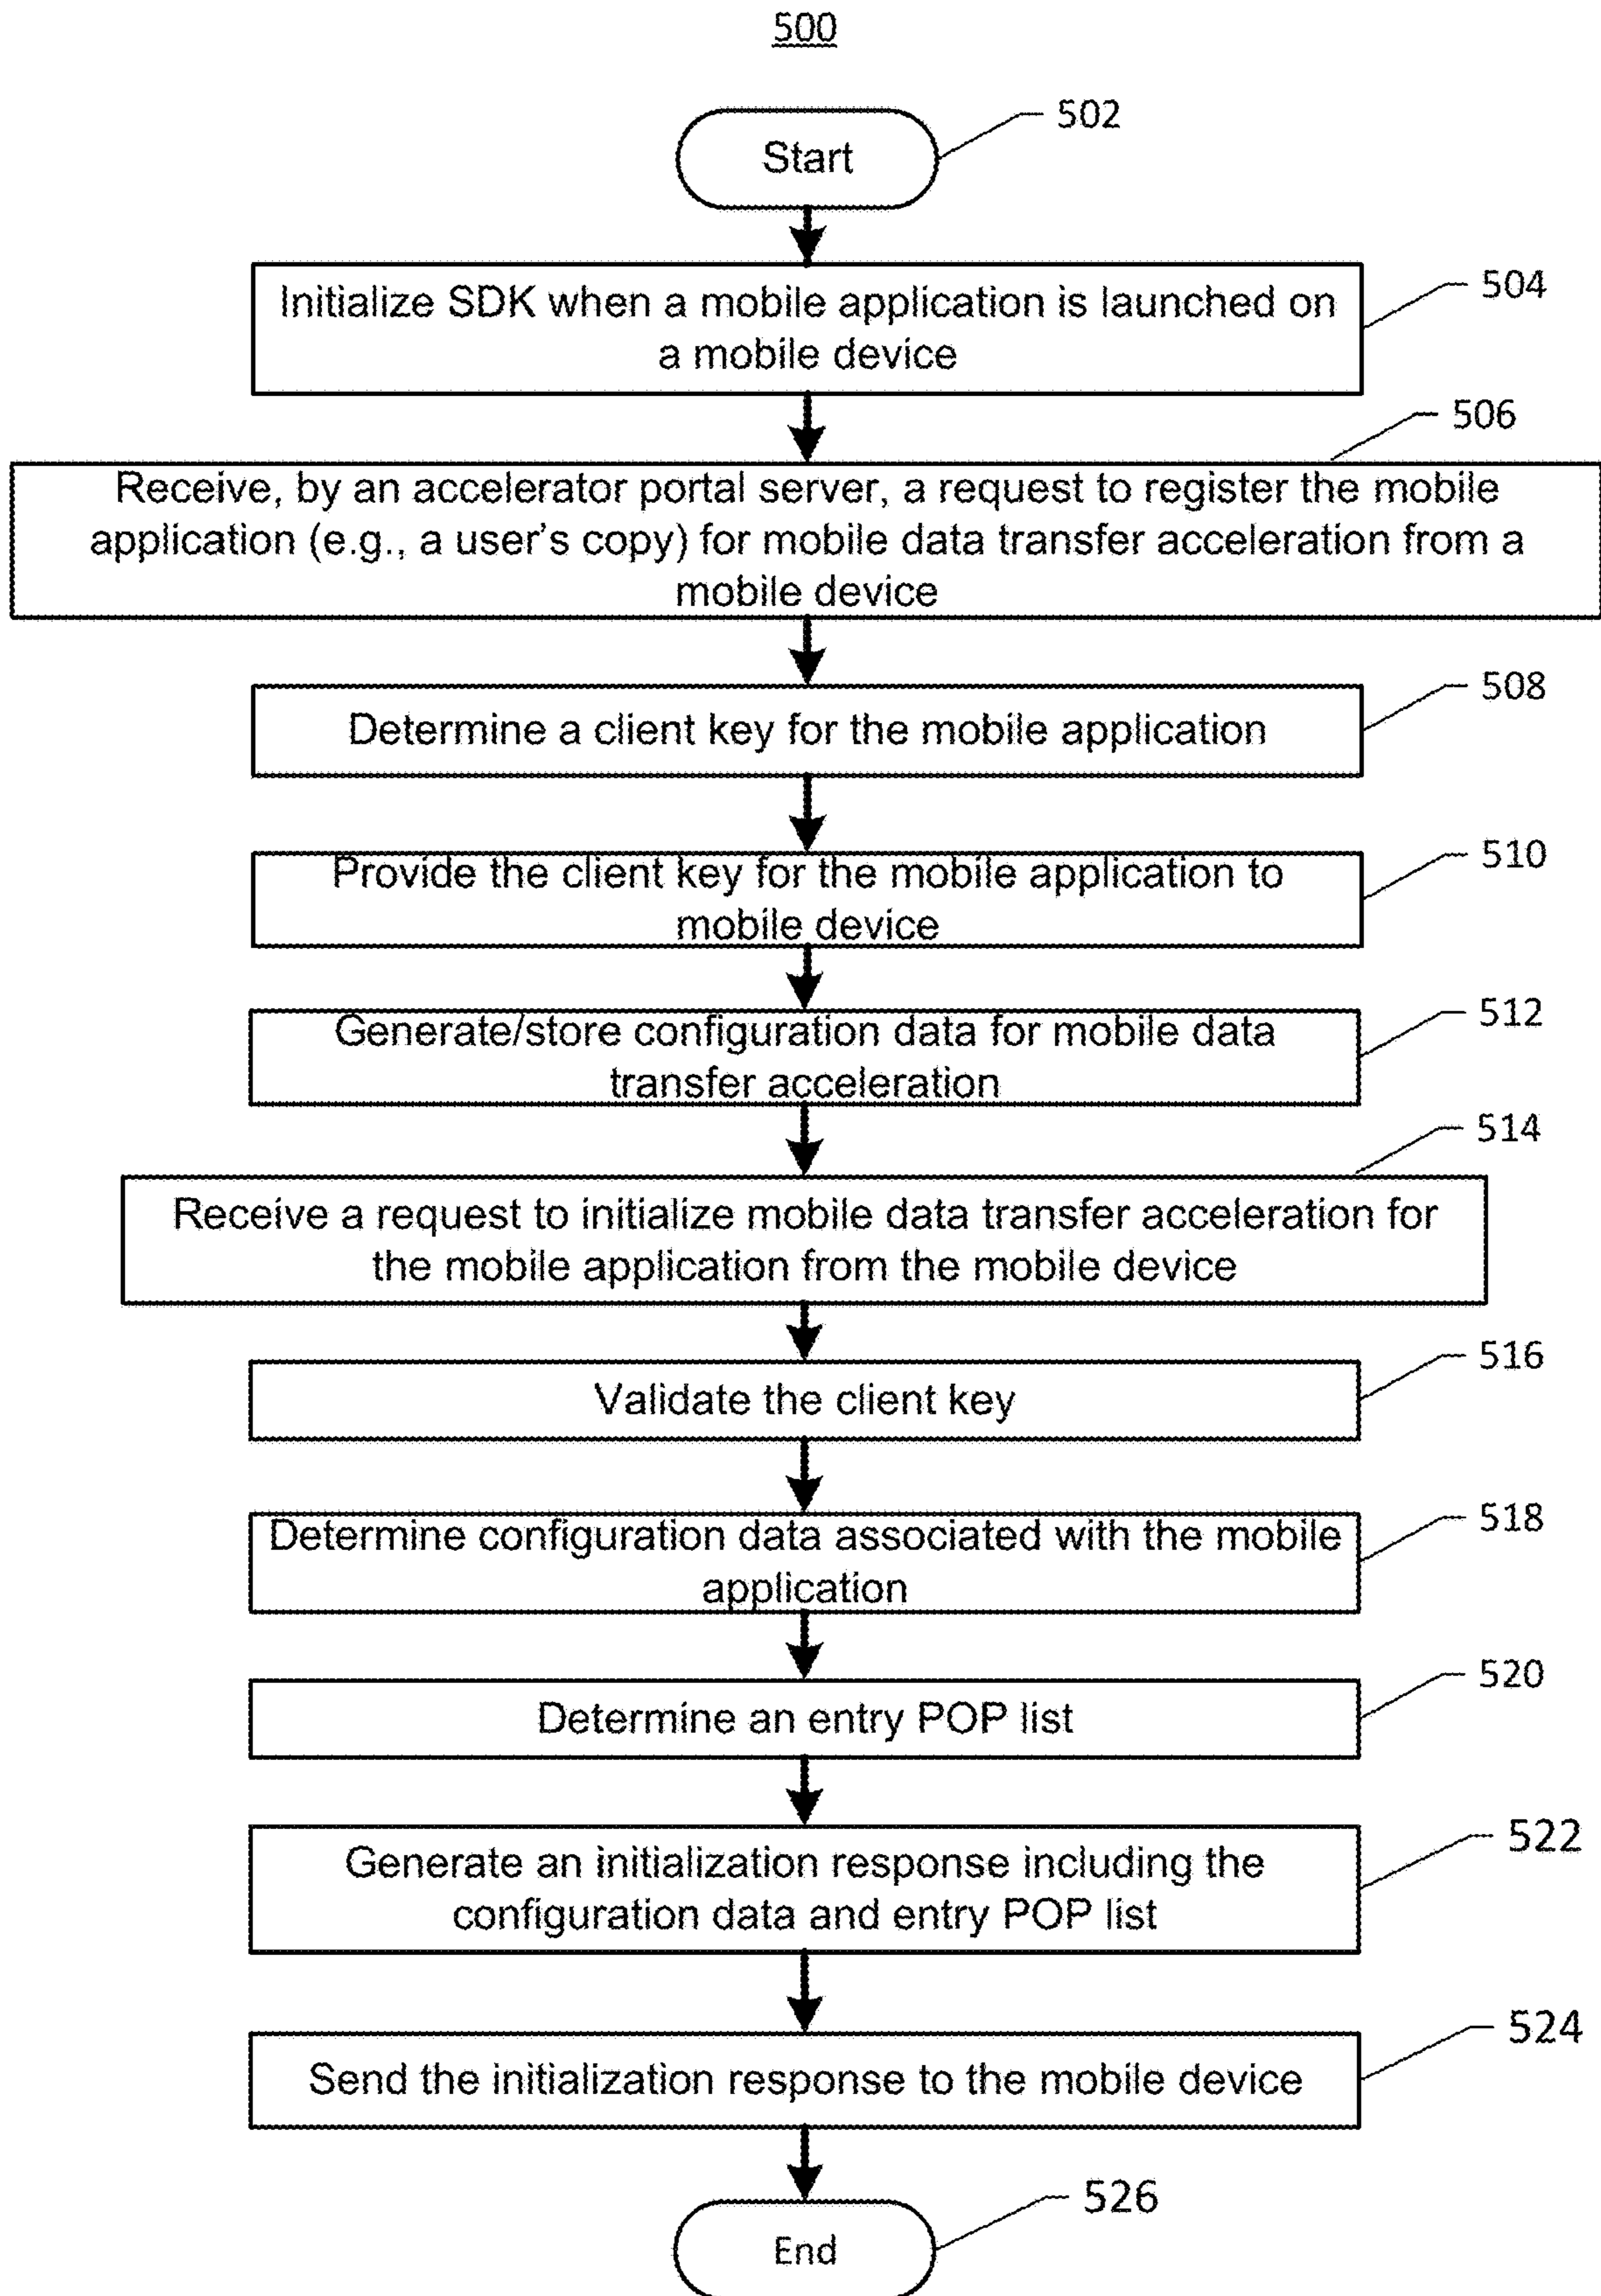 500
Start
502
Initialize SDK when a mobile application is launched on
a mobile device
504
506
Receive, by an accelerator portal server, a request to register the mobile
application (e.g., a user's copy) for mobile data transfer acceleration from a
mobile device
Determine a client key for the mobile application
508
Provide the client key for the mobile application to
mobile device
510
Generate/store configuration data for mobile data
transfer acceleration
512
514
Receive a request to initialize mobile data transfer acceleration for
the mobile application from the mobile device
Validate the client key
516
Determine configuration data associated with the mobile
application
518
Determine an entry POP list
520
Generate an initialization response including the
configuration data and entry POP list
522
Send the initialization response to the mobile device
524
End
526